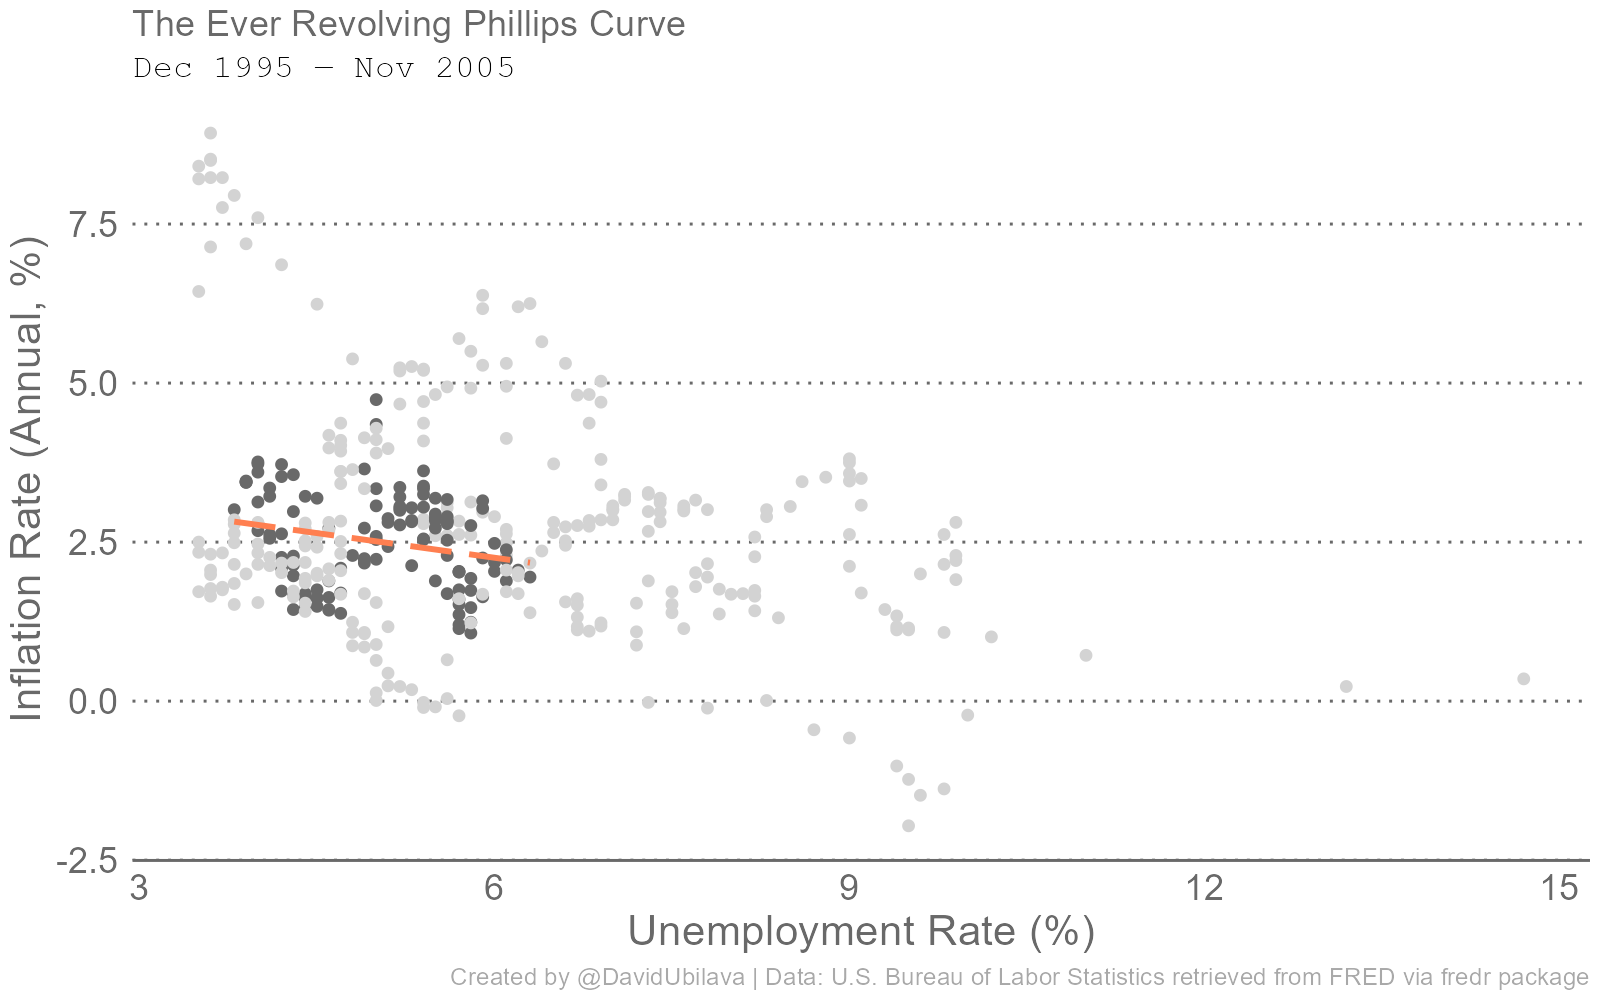 The Ever Revolving Phillips Curve
Dec 1995 — Nov 2005
Inflation Rate (Annual, %)
7.5
5.0
2.5
0.0
-2.5
3 6 9 12 15
Unemployment Rate (%)
Created by @DavidUbilava | Data: U.S. Bureau of Labor Statistics retrieved from FRED via fredr package